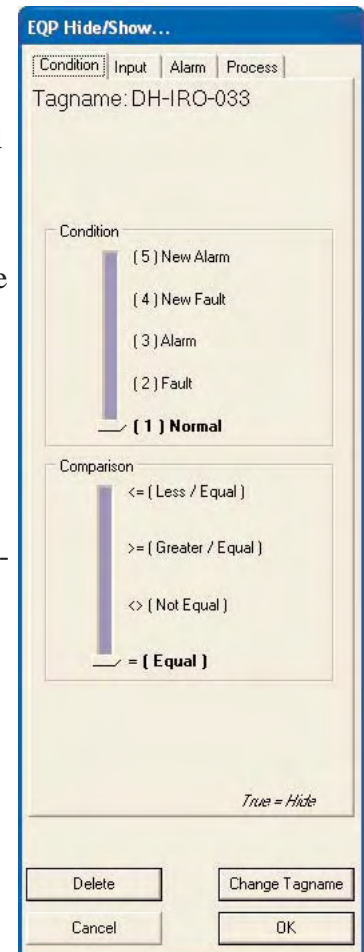 EQP Hide/Show...
Condition Input Alarm Process
Tagname: DH-IRO-033
Condition
( 5 ) New Alarm
( 4 ) New Fault
( 3 ) Alarm
( 2 ) Fault
( 1 ) Normal
Comparison
<= ( Less / Equal )
>= ( Greater / Equal )
<> ( Not Equal )
= ( Equal )
True = Hide
Delete Change Tagname
Cancel OK